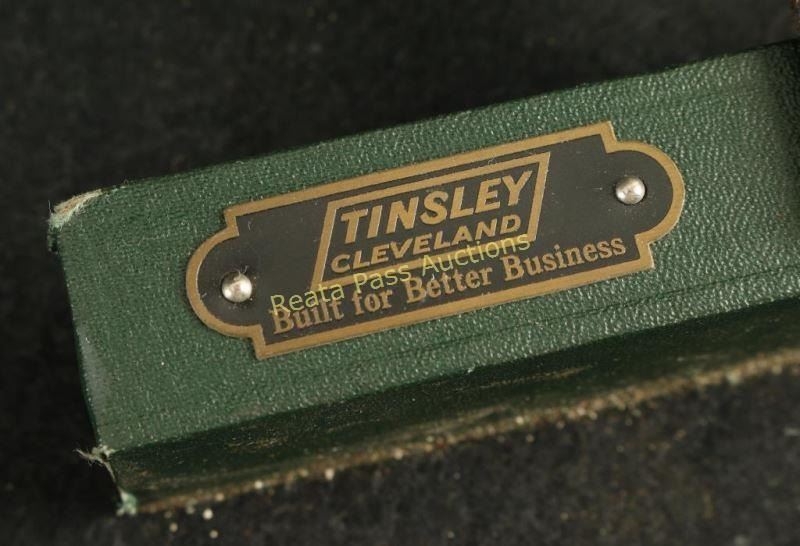 TINSLEY
CLEVELAND
Reata Pass Auctions
Built for Better Business